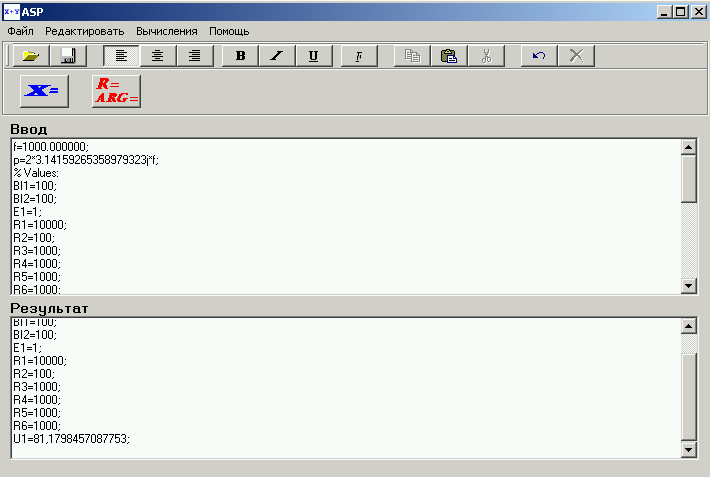 X+Y ASP
Файл Редактировать Вычисления Помощь
B I U F
X= R= ARG=
Ввод
f=1000.000000;
p=2*3.14159265358979323j*f;
% Values:
BI1=100;
BI2=100;
E1=1;
R1=10000;
R2=100;
R3=1000;
R4=1000;
R5=1000;
R6=1000;
Результат
BI1=100;
BI2=100;
E1=1;
R1=10000;
R2=100;
R3=1000;
R4=1000;
R5=1000;
R6=1000;
U1=81,1798457087753;